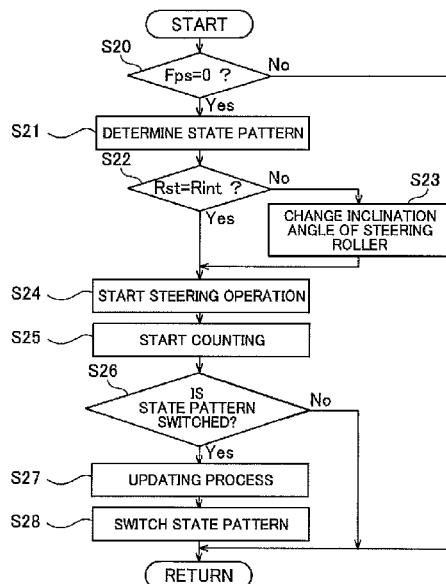 START
S20
Fps=0 ?
No
Yes
S21
DETERMINE STATE PATTERN
S22
Rst=Rint ?
No
S23
Yes
CHANGE INCLINATION
ANGLE OF STEERING
ROLLER
S24
START STEERING OPERATION
S25
START COUNTING
S26
IS
STATE PATTERN
SWITCHED?
No
Yes
S27
UPDATING PROCESS
S28
SWITCH STATE PATTERN
RETURN